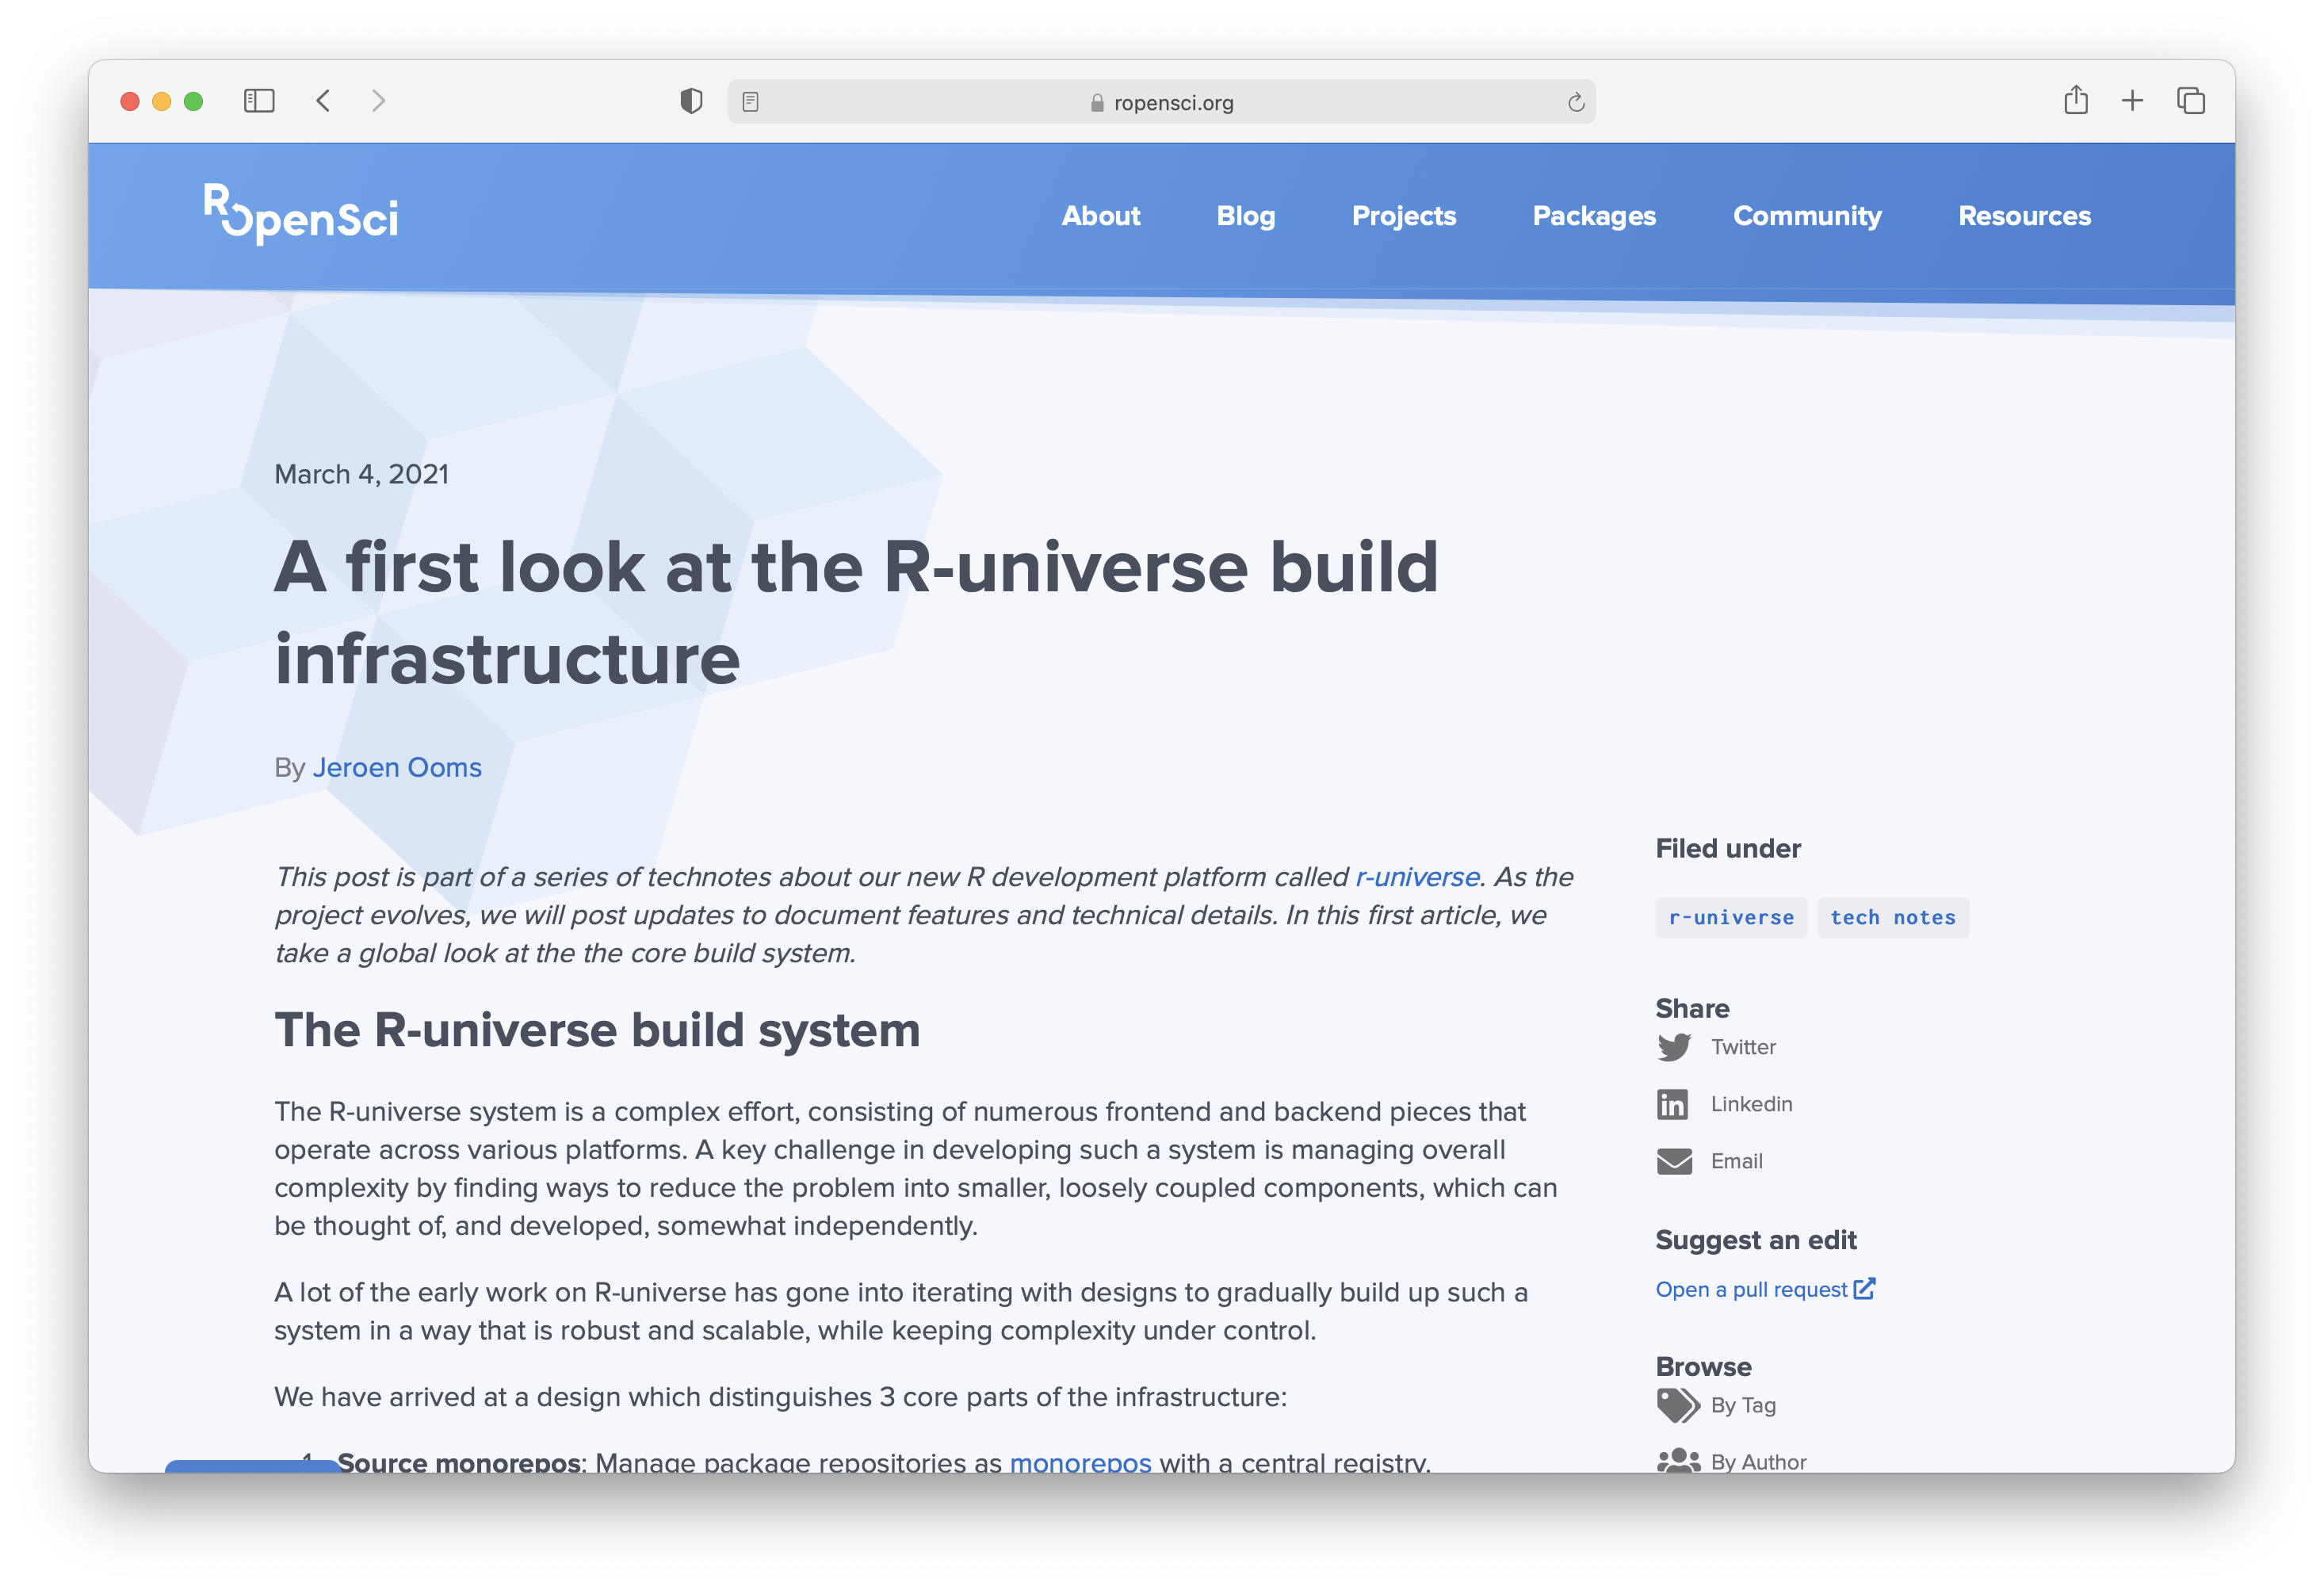 ropensci.org
ROpenSci
About Blog Projects Packages Community Resources
March 4, 2021
A first look at the R-universe build
infrastructure
By Jeroen Ooms
This post is part of a series of technotes about our new R development platform called r-universe. As the
project evolves, we will post updates to document features and technical details. In this first article, we
take a global look at the the core build system.
The R-universe build system
The R-universe system is a complex effort, consisting of numerous frontend and backend pieces that
operate across various platforms. A key challenge in developing such a system is managing overall
complexity by finding ways to reduce the problem into smaller, loosely coupled components, which can
be thought of, and developed, somewhat independently.
A lot of the early work on R-universe has gone into iterating with designs to gradually build up such a
system in a way that is robust and scalable, while keeping complexity under control.
We have arrived at a design which distinguishes 3 core parts of the infrastructure:
1. Source monorepos: Manage package repositories as monorepos with a central registry.
Filed under
r-universe tech notes
Share
Twitter
Linkedin
Email
Suggest an edit
Open a pull request
Browse
By Tag
By Author